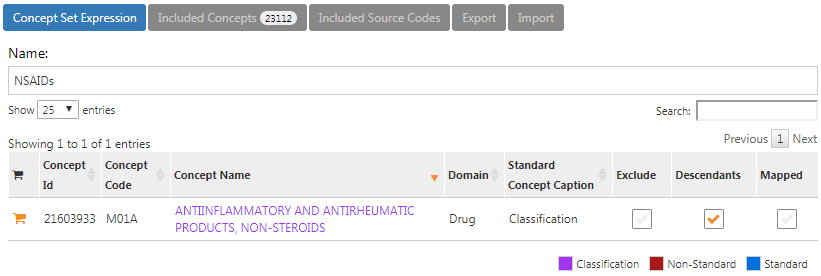 Concept Set Expression Included Concepts 23112 Included Source Codes Export Import
Name:
NSAIDs
Show 25 entries Search:
Showing 1 to 1 of 1 entries Previous 1 Next
Concept Id Concept Code Concept Name Domain Standard Concept Caption Exclude Descendants Mapped
21603933 M01A ANTIINFLAMMATORY AND ANTIRHEUMATIC PRODUCTS, NON-STEROIDS Drug Classification
Classification Non-Standard Standard